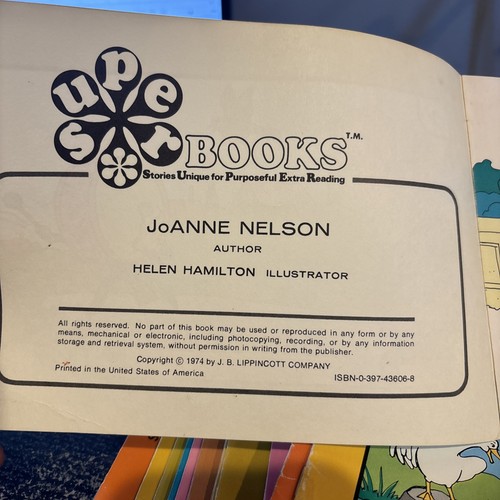 super
BOOKS T.M.
Stories Unique for Purposeful Extra Reading
JoANNE NELSON
AUTHOR
HELEN HAMILTON ILLUSTRATOR
All rights reserved. No part of this book may be used or reproduced in any form or by any
means, mechanical or electronic, including photocopying, recording, or by any information
storage and retrieval system, without permission in writing from the publisher.
Copyright © 1974 by J. B. LIPPINCOTT COMPANY
Printed in the United States of America
ISBN-0-397-43606-8